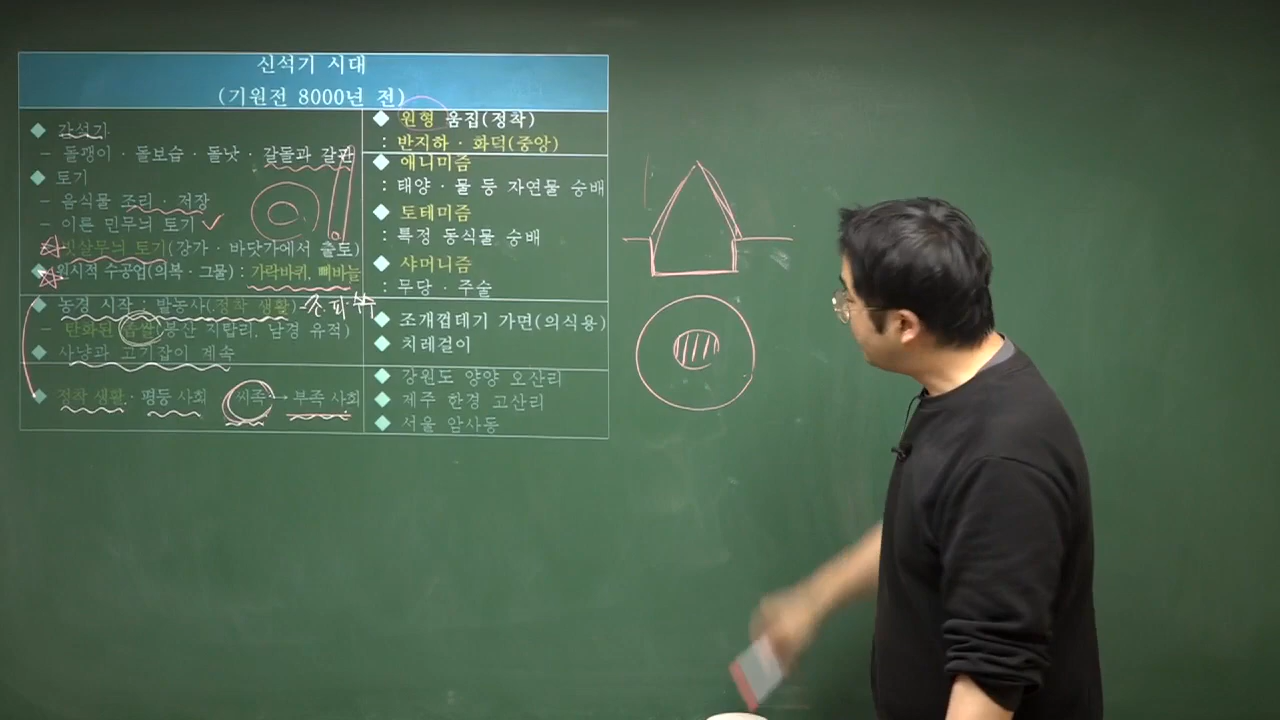 신석기 시대
(기원전 8000년 전)
◆ 간석기
- 돌괭이 · 돌보습 · 돌낫 · 갈돌과 갈판
◆ 토기
- 음식물 조리 · 저장
- 이른 민무늬 토기
빗살무늬 토기(강가 · 바닷가에서 출토)
◆ 원시적 수공업(의복 · 그물) : 가락바퀴, 뼈바늘
◆ 농경 시작 : 밭농사(정착 생활) - 조, 피, 수수
- 탄화된 좁쌀(봉산 지탑리, 남경 유적)
◆ 사냥과 고기잡이 계속
◆ 정착 생활 · 평등 사회 씨족 → 부족 사회
◆ 원형 움집(정착)
: 반지하 · 화덕(중앙)
◆ 애니미즘
: 태양 · 물 등 자연물 숭배
◆ 토테미즘
: 특정 동식물 숭배
◆ 샤머니즘
: 무당 · 주술
◆ 조개껍데기 가면(의식용)
◆ 치레걸이
◆ 강원도 양양 오산리
◆ 제주 한경 고산리
◆ 서울 암사동